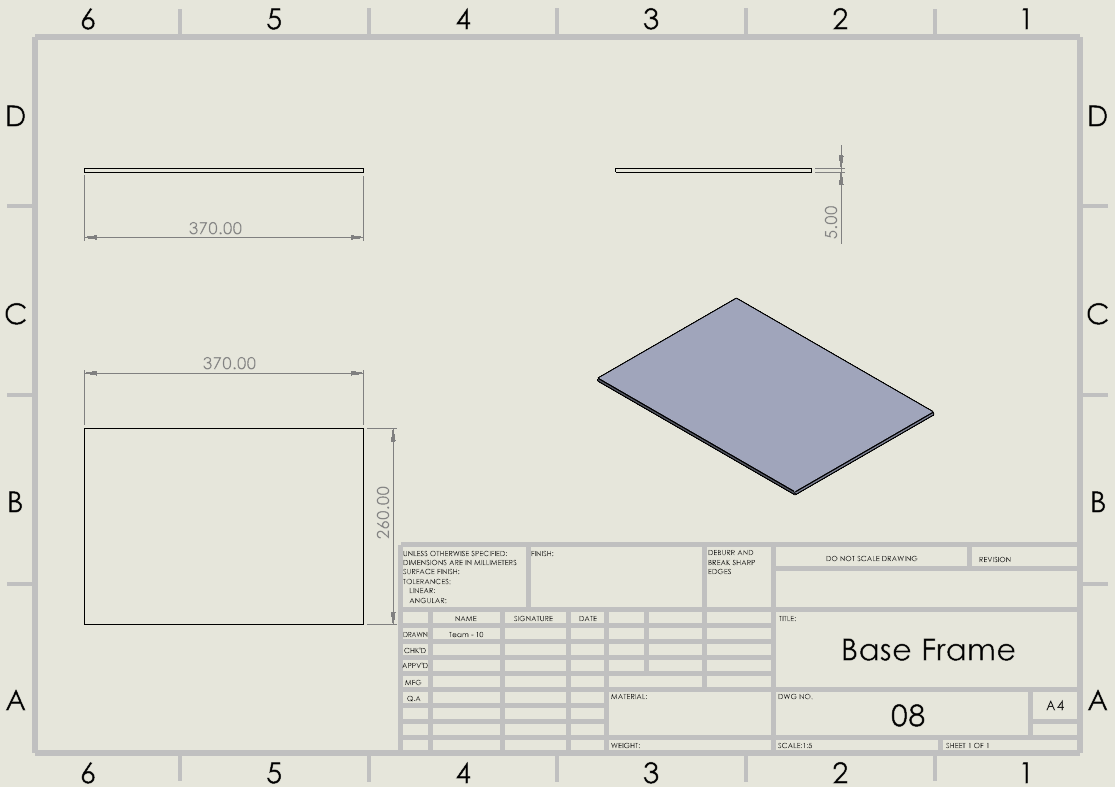 6 5 4 3 2 1
D D
370.00
5.00
C C
370.00
260.00
B B
UNLESS OTHERWISE SPECIFIED:
DIMENSIONS ARE IN MILLIMETERS
SURFACE FINISH:
TOLERANCES:
LINEAR:
ANGULAR:
FINISH:
DEBURR AND
BREAK SHARP
EDGES
DO NOT SCALE DRAWING
REVISION
NAME SIGNATURE DATE
DRAWN Team - 10
CHK'D
APPV'D
MFG
Q.A
MATERIAL:
WEIGHT:
TITLE:
Base Frame
DWG NO.
08
A4
SCALE:1:5
SHEET 1 OF 1
A A
6 5 4 3 2 1